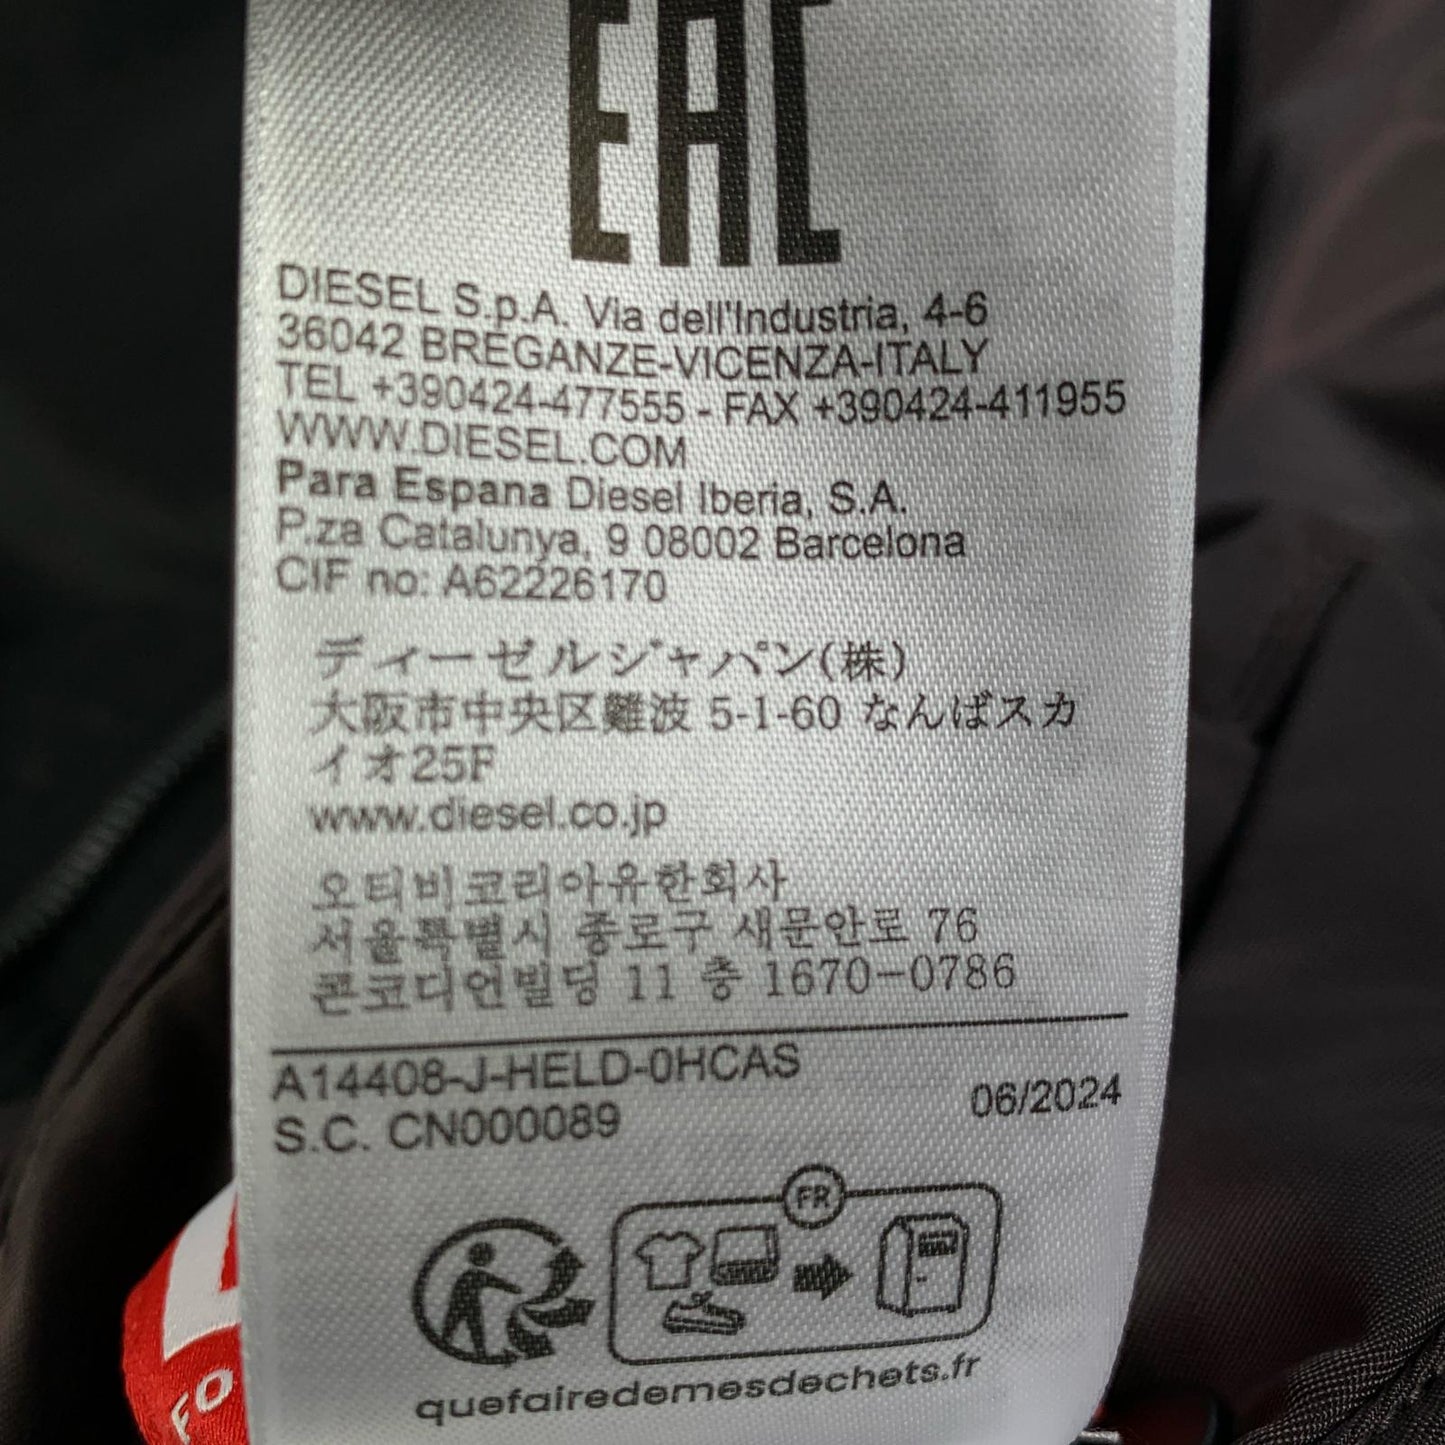 EAC
DIESEL S.p.A. Via dell'Industria, 4-6
36042 BREGANZE-VICENZA-ITALY
TEL +390424-477555 - FAX +390424-411955
WWW.DIESEL.COM
Para Espana Diesel Iberia, S.A.
P.za Catalunya, 9 08002 Barcelona
CIF no: A62226170
ディーゼルジャパン(株)
大阪市中央区難波 5-1-60 なんばスカ
イオ25F
www.diesel.co.jp
오티비코리아유한회사
서울특별시 종로구 새문안로 76
콘코디언빌딩 11 층 1670-0786
A14408-J-HELD-0HCAS
S.C. CN000089
06/2024
FR
quefairedemesdechets.fr
FO